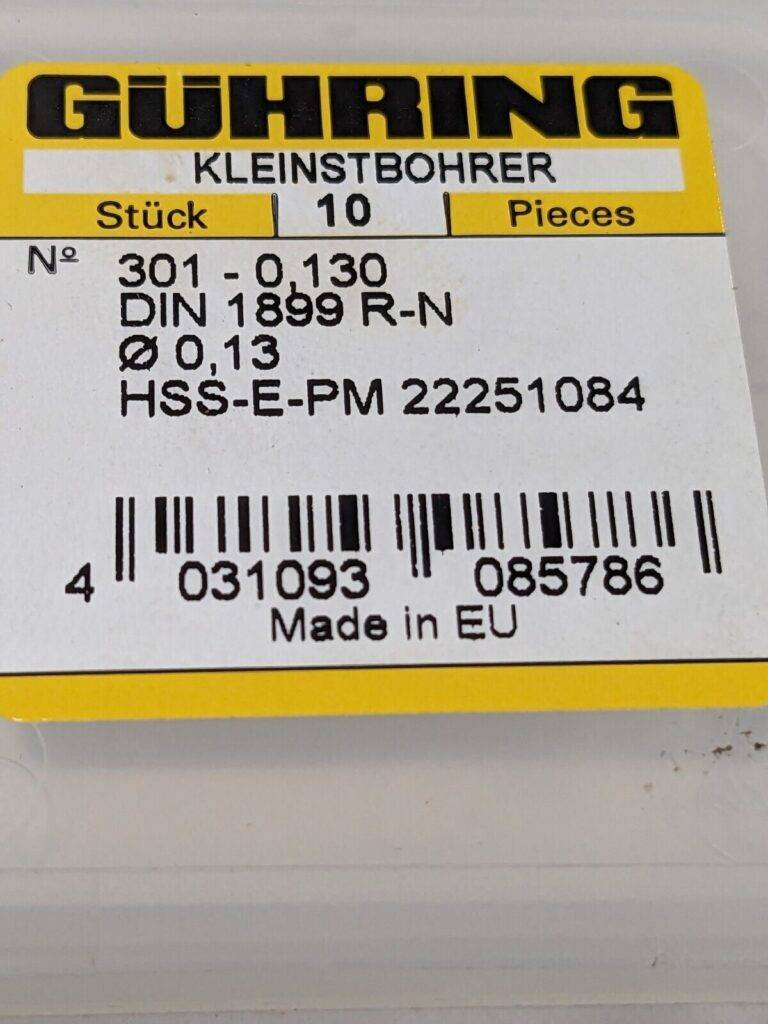 GÜHRING
KLEINSTBOHRER
Stück 10 Pieces
Nº 301 - 0,130
DIN 1899 R-N
Ø 0,13
HSS-E-PM 22251084
4 031093 085786
Made in EU